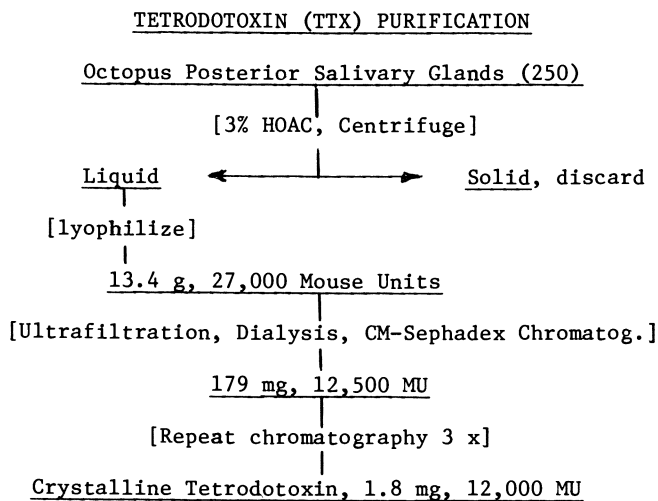 TETRODOTOXIN (TTX) PURIFICATION
Octopus Posterior Salivary Glands (250)
[3% HOAC, Centrifuge]
Liquid Solid, discard
[lyophilize]
13.4 g, 27,000 Mouse Units
[Ultrafiltration, Dialysis, CM-Sephadex Chromatog.]
179 mg, 12,500 MU
[Repeat chromatography 3 x]
Crystalline Tetrodotoxin, 1.8 mg, 12,000 MU